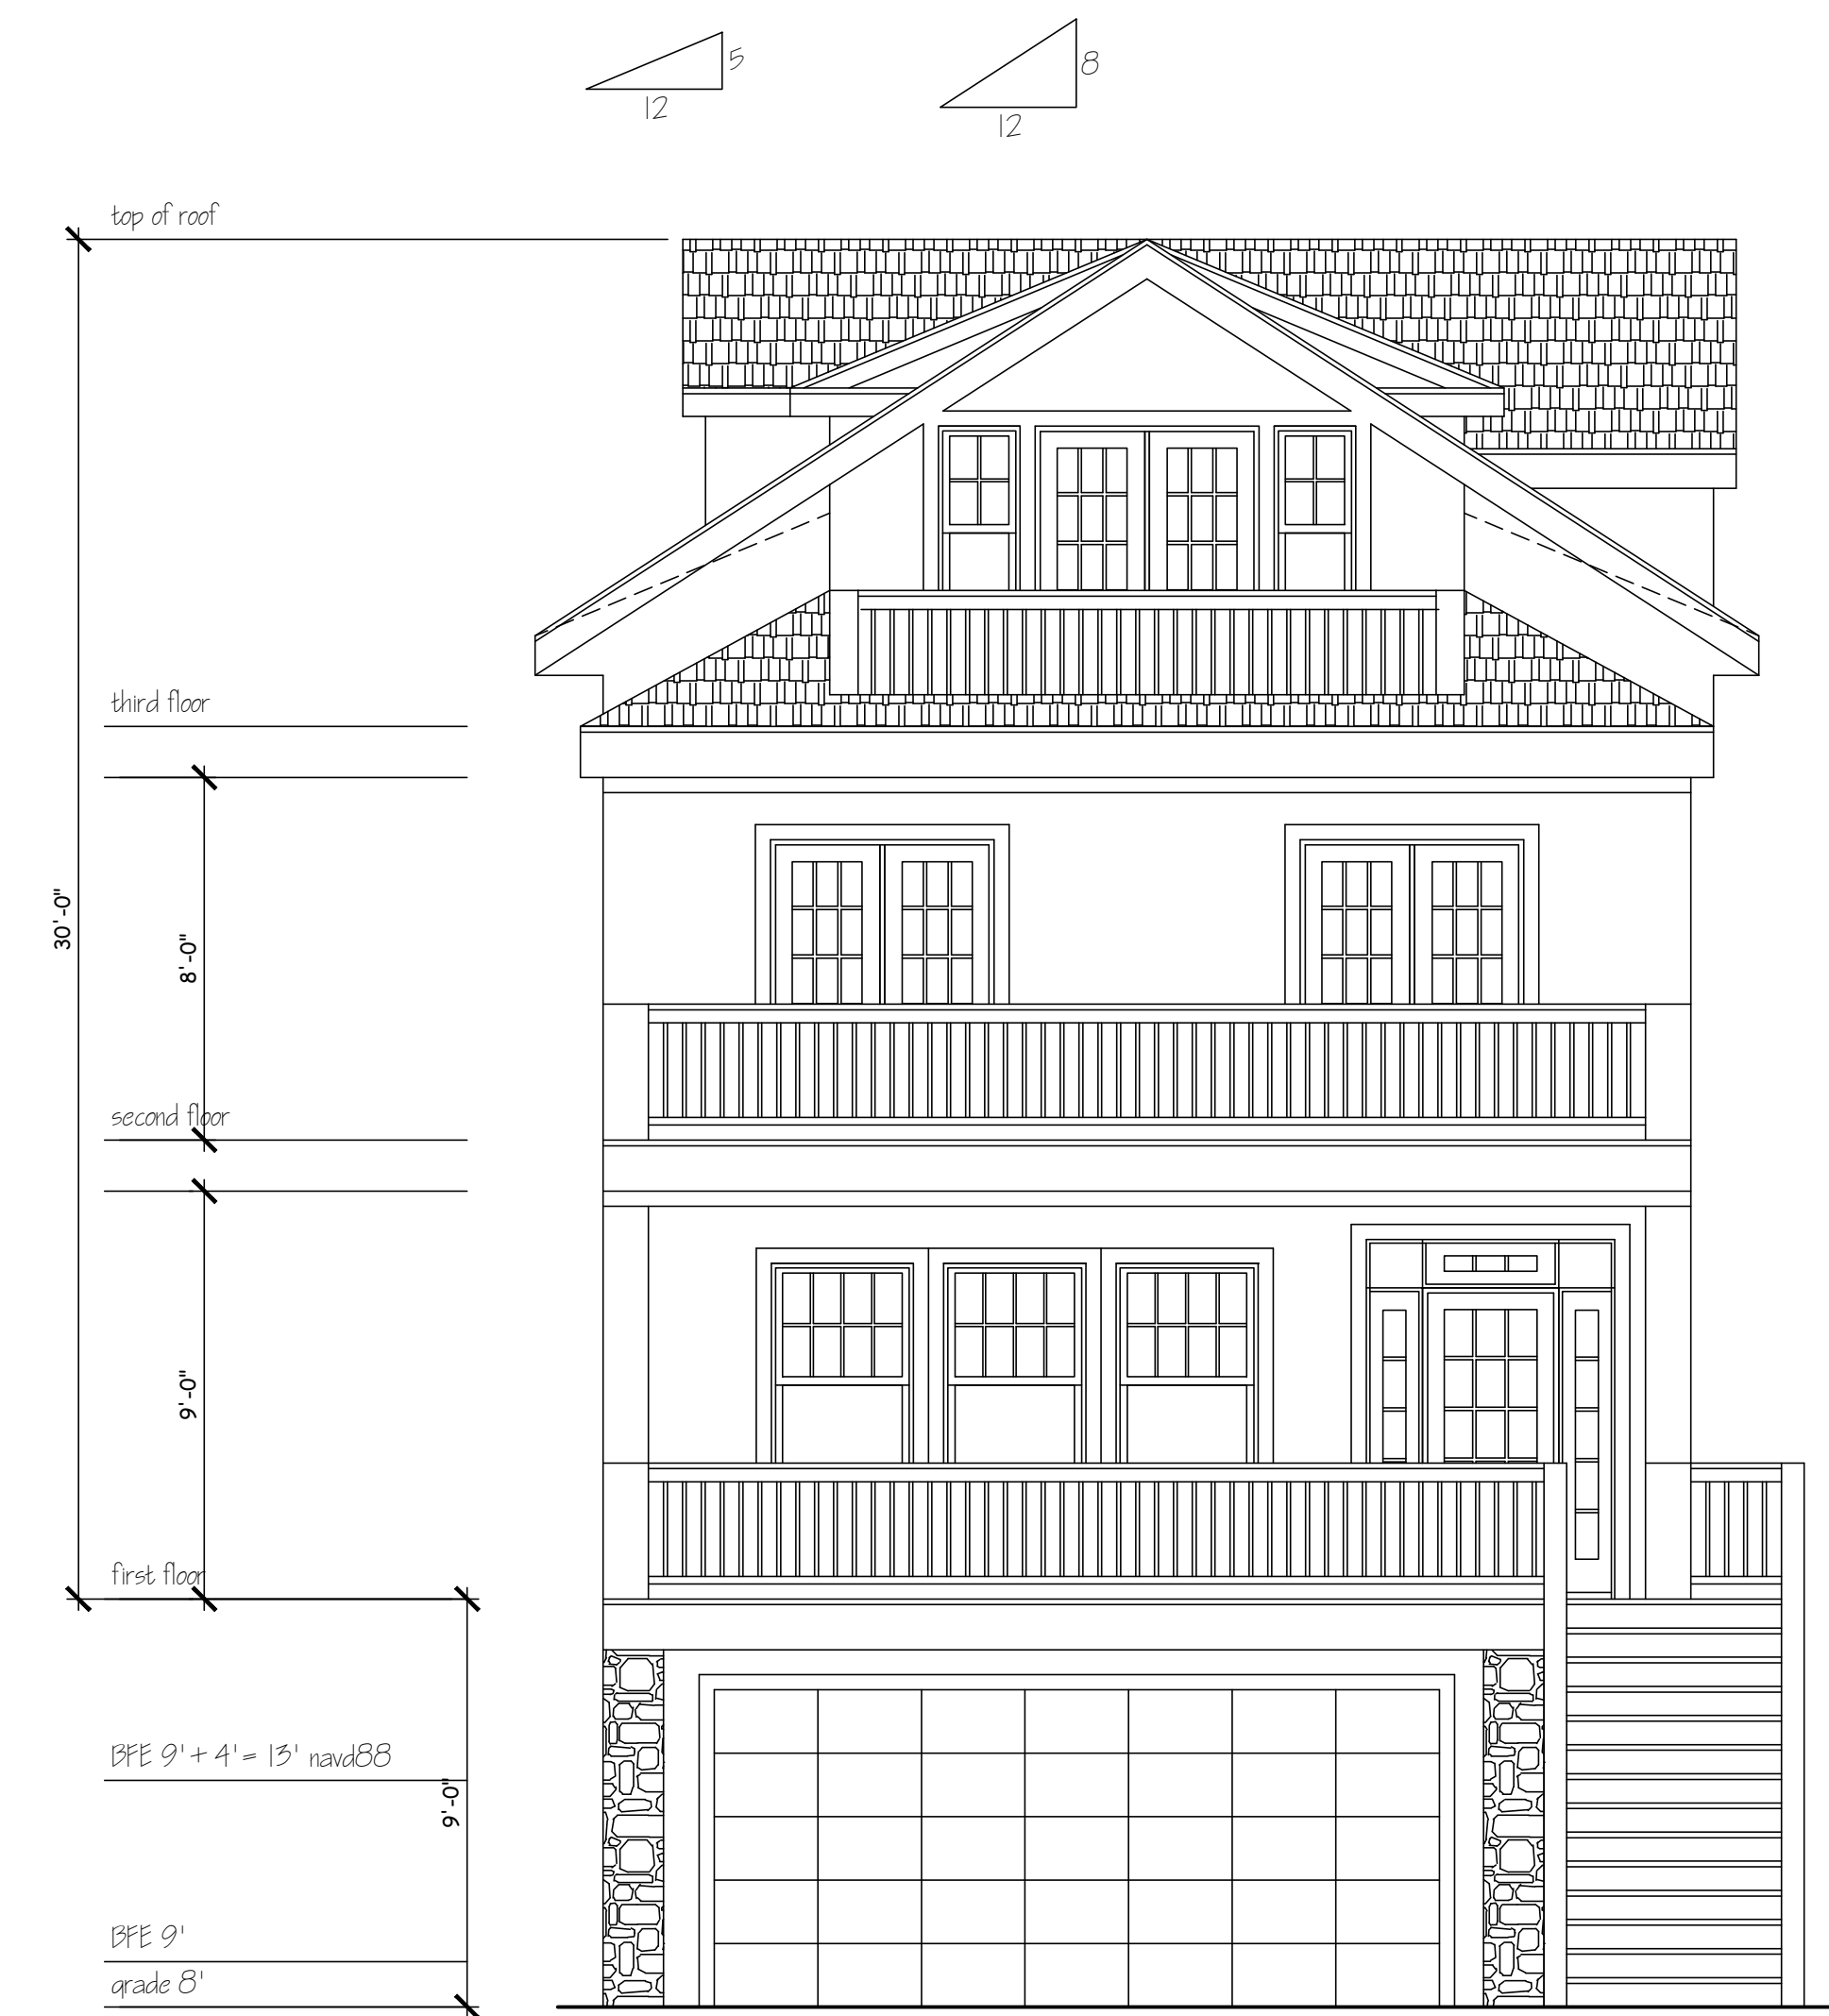 5
12
8
12
top of roof
third floor
30'-0"
8'-0"
second floor
9'-0"
first floor
BFE 9' + 4' = 13' navd88
9'-0"
BFE 9'
grade 8'